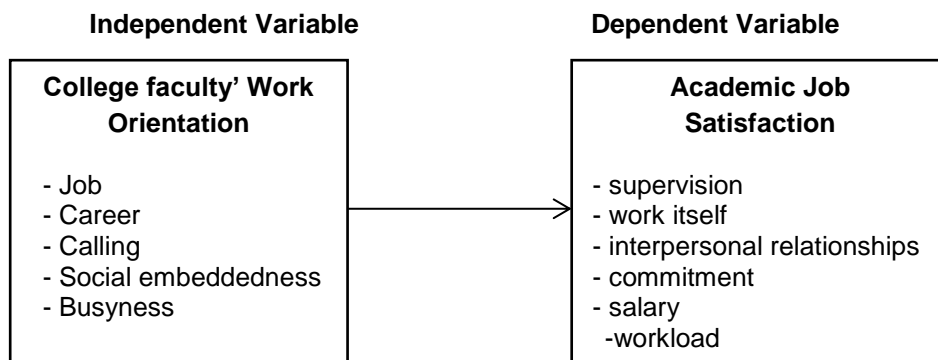 Independent Variable
Dependent Variable
College faculty’ Work
Orientation
- Job
- Career
- Calling
- Social embeddedness
- Busyness
Academic Job
Satisfaction
- supervision
- work itself
- interpersonal relationships
- commitment
- salary
-workload